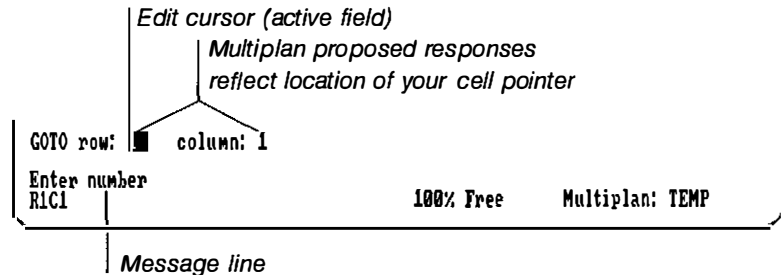 Edit cursor (active field)
Multiplan proposed responses
reflect location of your cell pointer
GOTO row: column: 1
Enter number
R1C1 100% Free Multiplan: TEMP
Message line